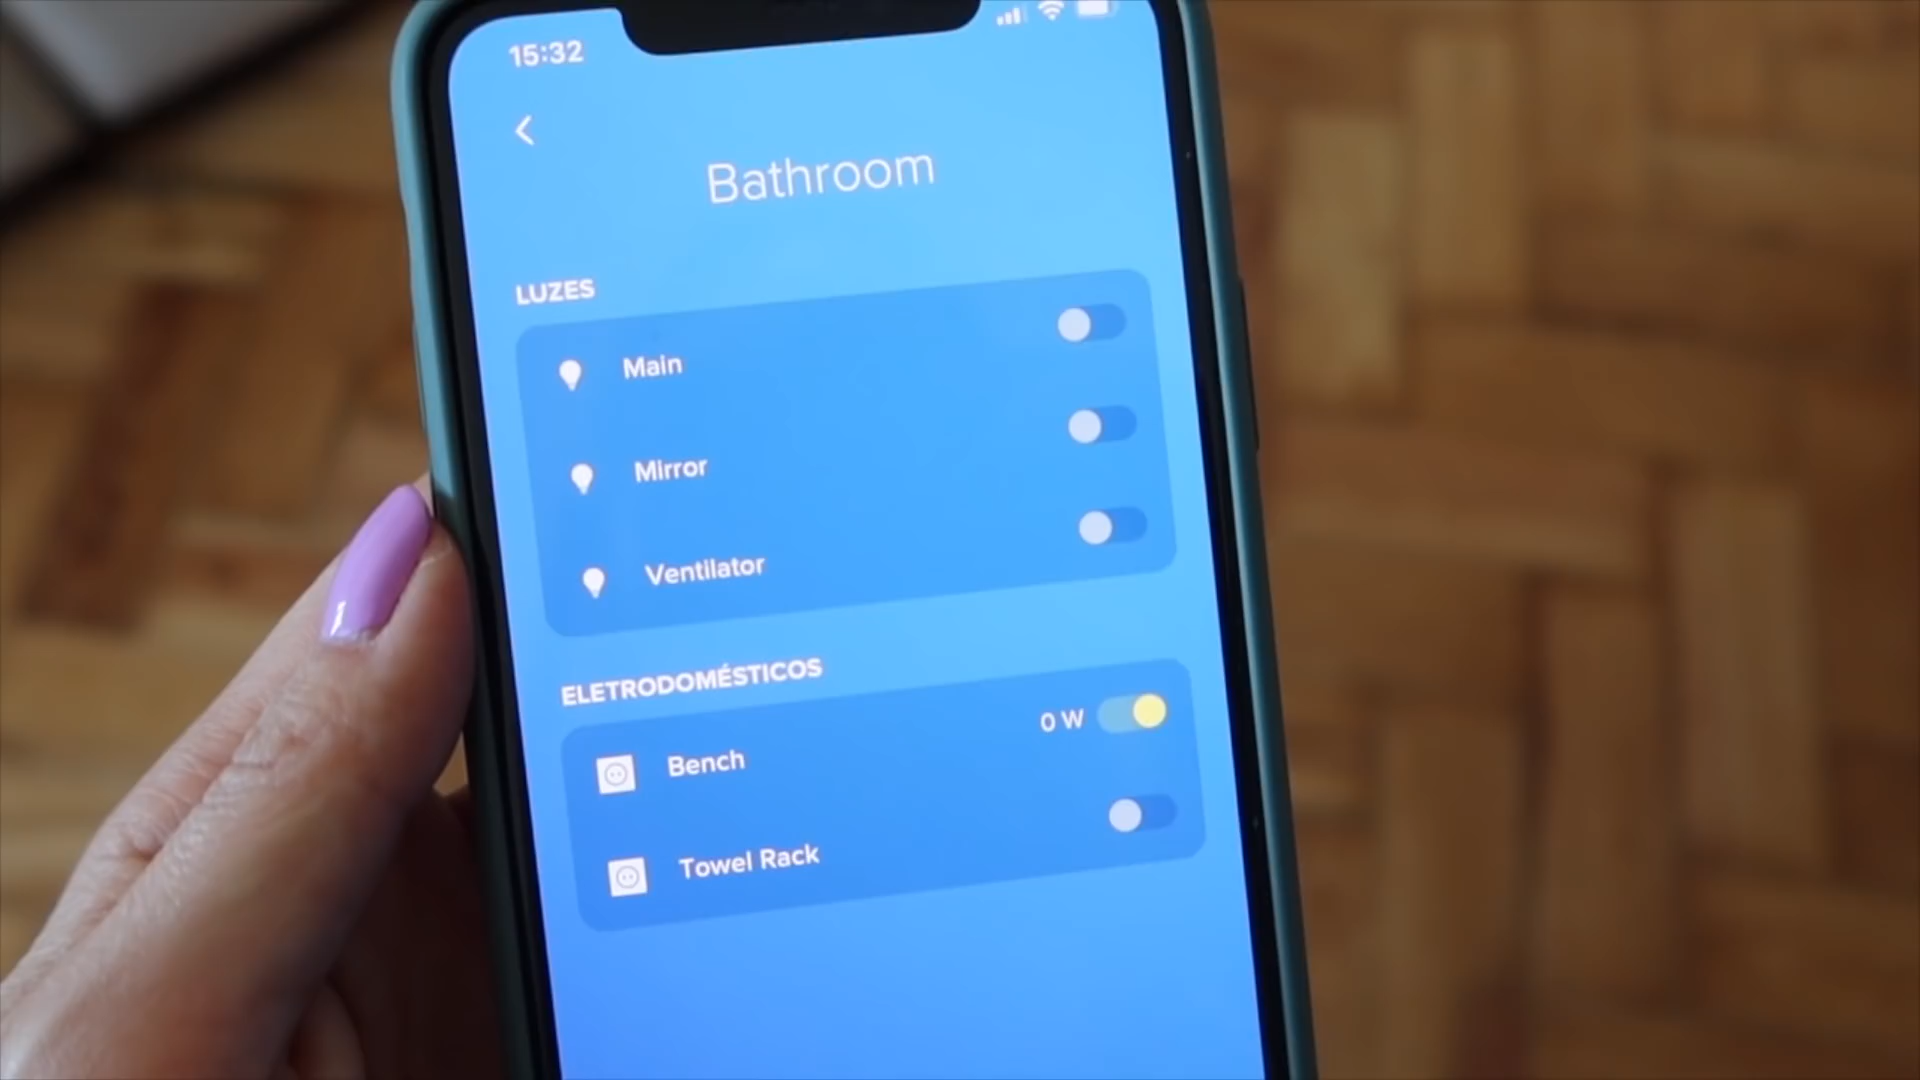 15:32
Bathroom
LUZES
Main
Mirror
Ventilator
ELETRODOMÉSTICOS
Bench 0 W
Towel Rack